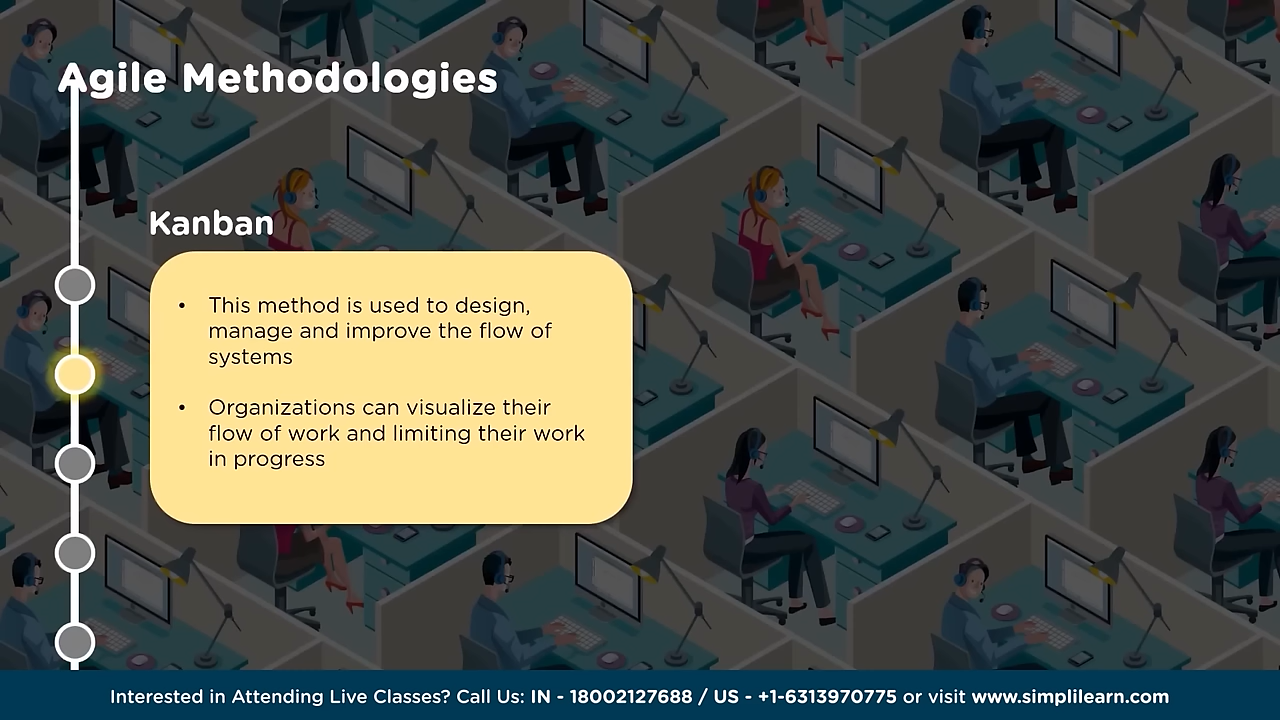 Agile Methodologies
Kanban
• This method is used to design,
manage and improve the flow of
systems
• Organizations can visualize their
flow of work and limiting their work
in progress
Interested in Attending Live Classes? Call Us: IN - 18002127688 / US - +1-6313970775 or visit www.simplilearn.com